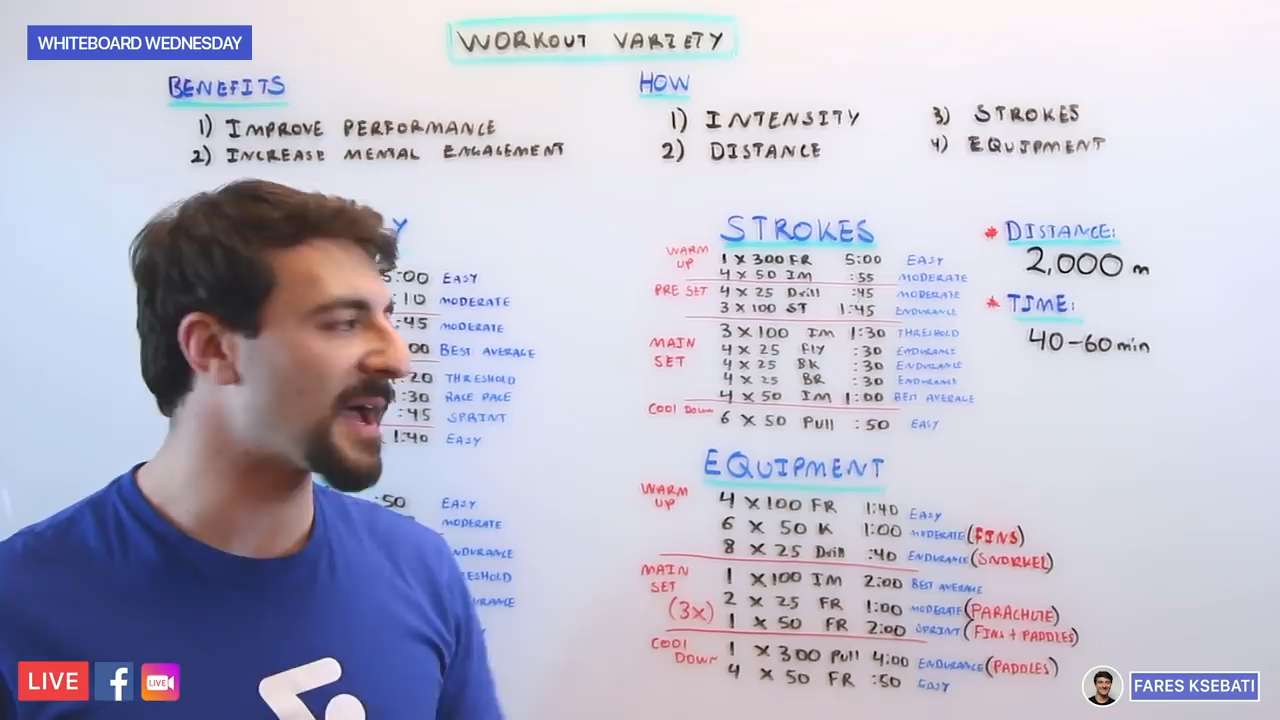 WHITEBOARD WEDNESDAY
WORKOUT VARIETY
BENEFITS
1) IMPROVE PERFORMANCE
2) INCREASE MENTAL ENGAGEMENT
HOW
1) INTENSITY
2) DISTANCE
3) STROKES
4) EQUIPMENT
Y
5:00 EASY
:10 MODERATE
:45 MODERATE
00 BEST AVERAGE
:20 THRESHOLD
:30 RACE PACE
:45 SPRINT
1:40 EASY
:50 EASY
MODERATE
ENDURANCE
RESHOLD
URANCE
STROKES
WARM UP 1 X 300 FR 5:00 EASY
4 X 50 IM :55 MODERATE
PRE SET 4 X 25 Drill :45 MODERATE
3 X 100 ST 1:45 ENDURANCE
MAIN SET 3 X 100 IM 1:30 THRESHOLD
4 X 25 FLY :30 ENDURANCE
4 X 25 BK :30 ENDURANCE
4 X 25 BR :30 ENDURANCE
4 X 50 IM 1:00 BEST AVERAGE
COOL DOWN 6 X 50 Pull :50 EASY
* DISTANCE:
2,000 m
* TIME:
40-60 min
EQUIPMENT
WARM UP 4 X 100 FR 1:40 EASY
6 X 50 K 1:00 MODERATE (FINS)
8 X 25 Drill :40 ENDURANCE (SNORKEL)
MAIN SET (3x) 1 X 100 IM 2:00 BEST AVERAGE
2 X 25 FR 1:00 MODERATE (PARACHUTE)
1 X 50 FR 2:00 SPRINT (FINS + PADDLES)
COOL DOWN 1 X 300 Pull 4:00 ENDURANCE (PADDLES)
4 X 50 FR :50 EASY
LIVE
LIVE
FARES KSEBATI